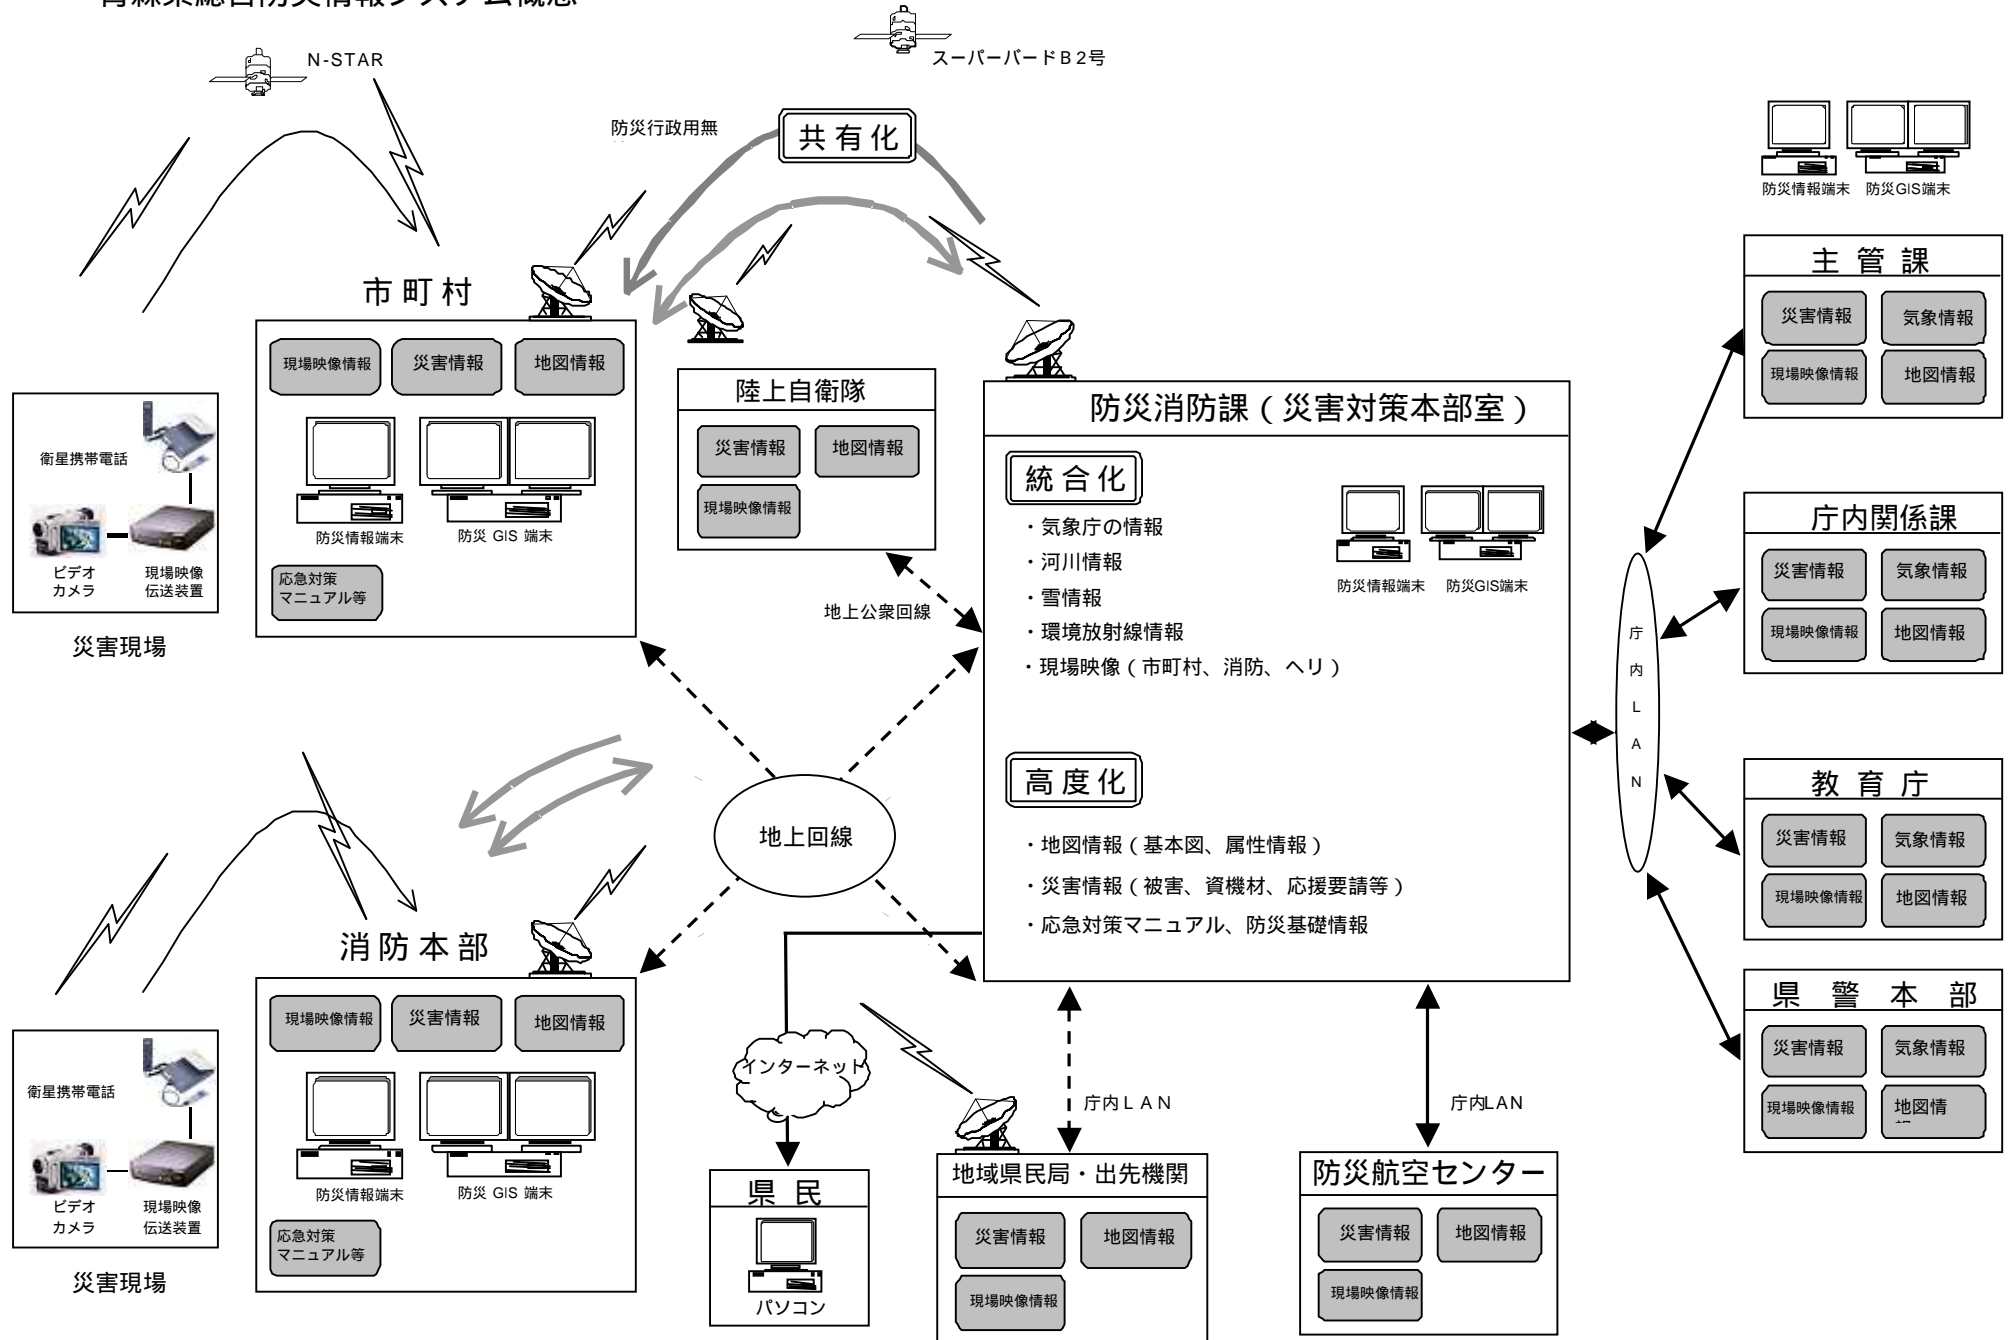 青森県総合防災情報システム概念
N-STAR
スーパーバードB2号
防災行政用無
共有化
防災情報端末
防災GIS端末
市町村
現場映像情報
災害情報
地図情報
防災情報端末
防災 GIS 端末
応急対策
マニュアル等
衛星携帯電話
ビデオ
カメラ
現場映像
伝送装置
災害現場
陸上自衛隊
災害情報
地図情報
現場映像情報
地上公衆回線
防災消防課(災害対策本部室)
統合化
・気象庁の情報
・河川情報
・雪情報
・環境放射線情報
・現場映像(市町村、消防、ヘリ)
防災情報端末
防災GIS端末
高度化
・地図情報(基本図、属性情報)
・災害情報(被害、資機材、応援要請等)
・応急対策マニュアル、防災基礎情報
庁内LAN
主管課
災害情報
気象情報
現場映像情報
地図情報
庁内関係課
災害情報
気象情報
現場映像情報
地図情報
教育庁
災害情報
気象情報
現場映像情報
地図情報
県警本部
災害情報
気象情報
現場映像情報
地図情
地上回線
消防本部
現場映像情報
災害情報
地図情報
防災情報端末
防災 GIS 端末
応急対策
マニュアル等
衛星携帯電話
ビデオ
カメラ
現場映像
伝送装置
災害現場
インターネット
県民
パソコン
庁内LAN
地域県民局・出先機関
災害情報
地図情報
現場映像情報
庁内LAN
防災航空センター
災害情報
地図情報
現場映像情報